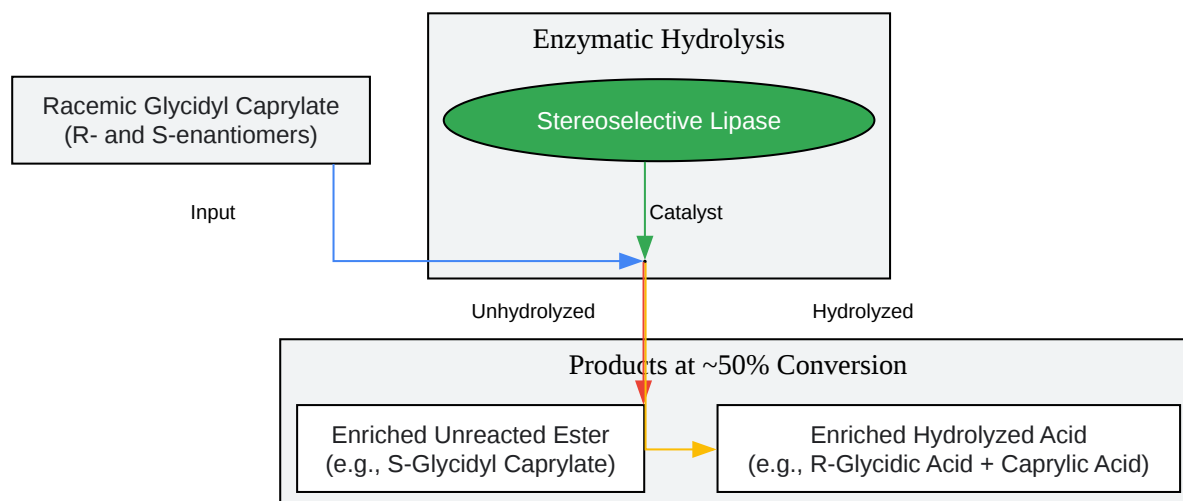 Enzymatic Hydrolysis
Racemic Glycidyl Caprylate
(R- and S-enantiomers)
Stereoselective Lipase
Input
Catalyst
Unhydrolyzed
Hydrolyzed
Products at ~50% Conversion
Enriched Unreacted Ester
(e.g., S-Glycidyl Caprylate)
Enriched Hydrolyzed Acid
(e.g., R-Glycidic Acid + Caprylic Acid)